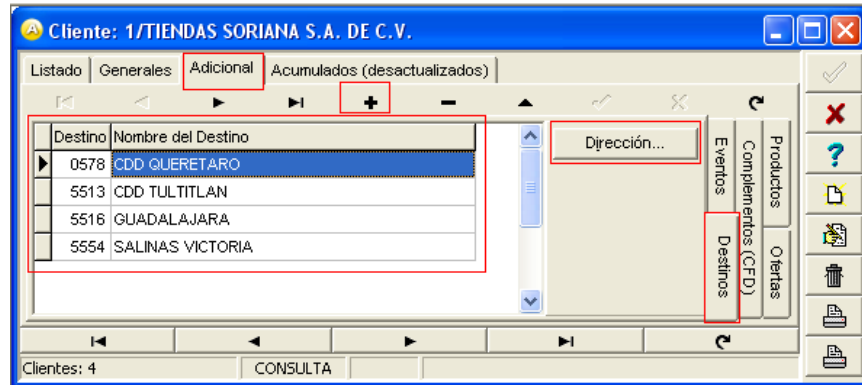 Cliente: 1/TIENDAS SORIANA S.A. DE C.V.
Listado Generales Adicional Acumulados (desactualizados)
Destino Nombre del Destino
0578 CDD QUERETARO
5513 CDD TULTITLAN
5516 GUADALAJARA
5554 SALINAS VICTORIA
Dirección...
Eventos
Destinos
Complementos (CFD)
Productos
Ofertas
Clientes: 4 CONSULTA